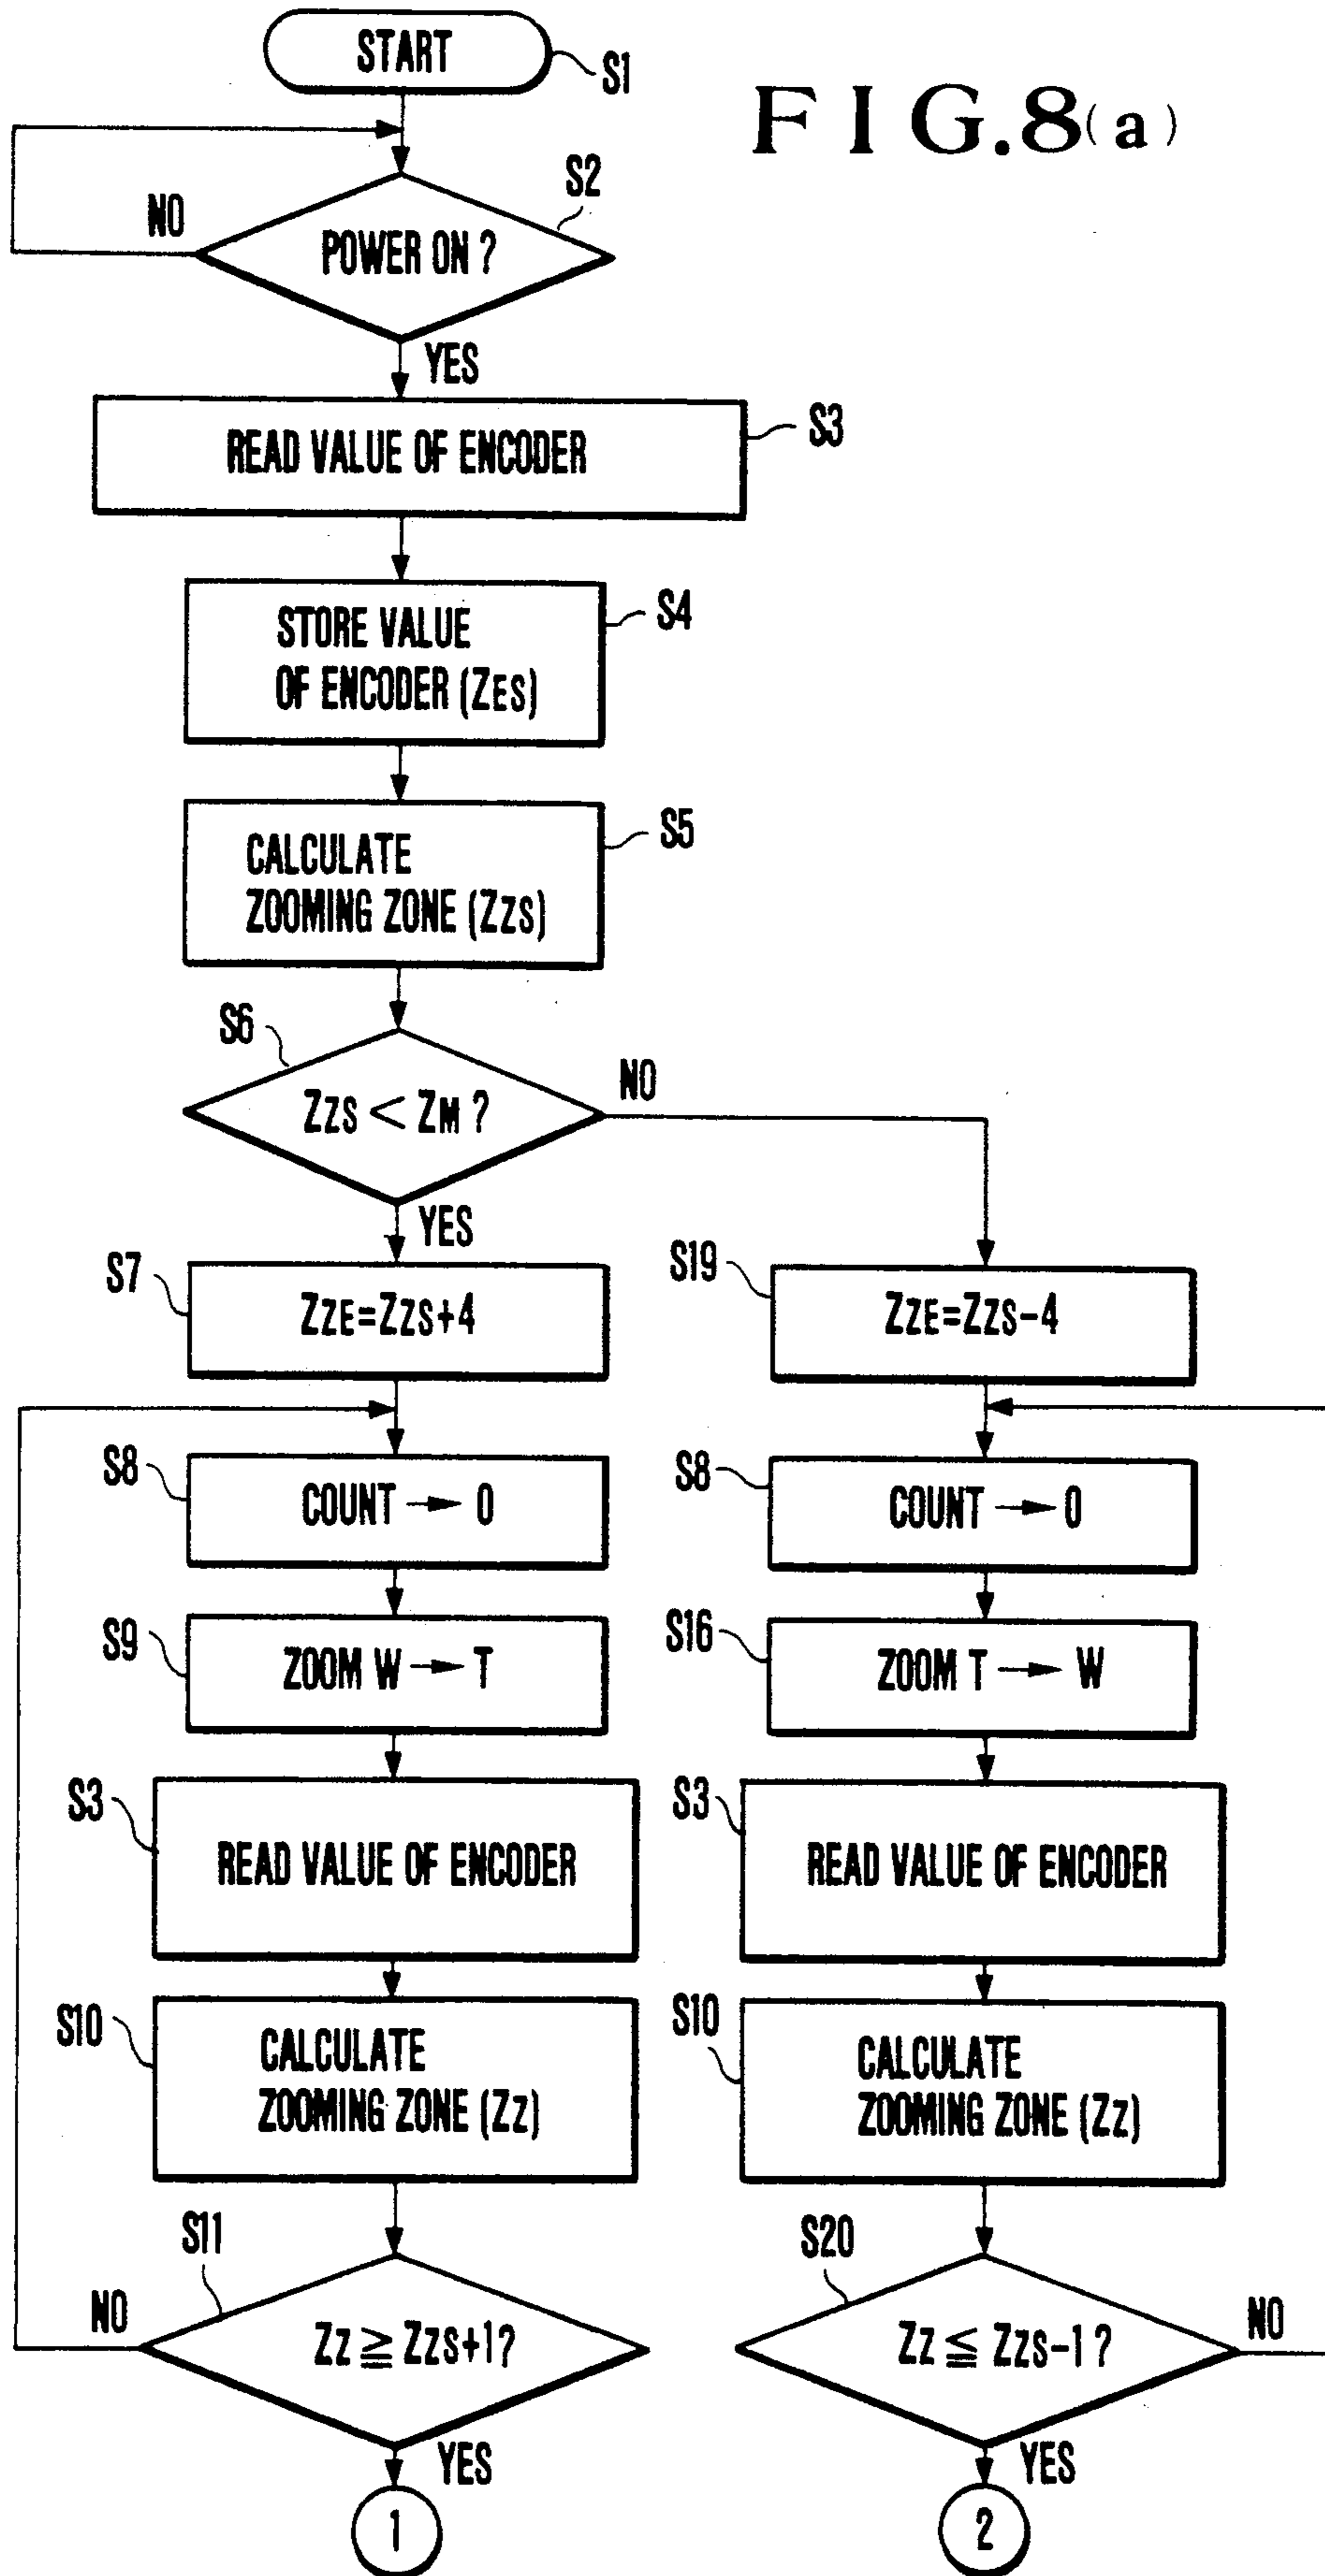 START
S1
FIG.8(a)
S2
NO
POWER ON ?
YES
READ VALUE OF ENCODER
S3
STORE VALUE
OF ENCODER (ZES)
S4
CALCULATE
ZOOMING ZONE (ZZS)
S5
S6
ZZS < ZM ?
NO
YES
S7
ZZE=ZZS+4
S19
ZZE=ZZS-4
S8
COUNT → 0
S8
COUNT → 0
S9
ZOOM W → T
S16
ZOOM T → W
S3
READ VALUE OF ENCODER
S3
READ VALUE OF ENCODER
S10
CALCULATE
ZOOMING ZONE (ZZ)
S10
CALCULATE
ZOOMING ZONE (ZZ)
S11
NO
ZZ ≧ ZZS+1?
YES
1
S20
ZZ ≦ ZZS-1?
NO
YES
2